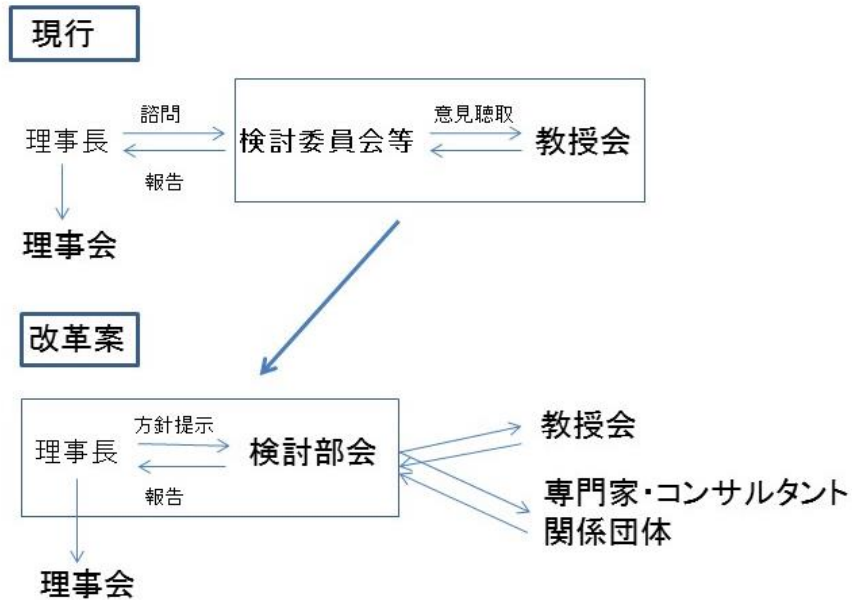 現行
諮問
意見聴取
理事長
検討委員会等
教授会
報告
理事会
改革案
方針提示
教授会
理事長
検討部会
専門家・コンサルタント
報告
関係団体
理事会